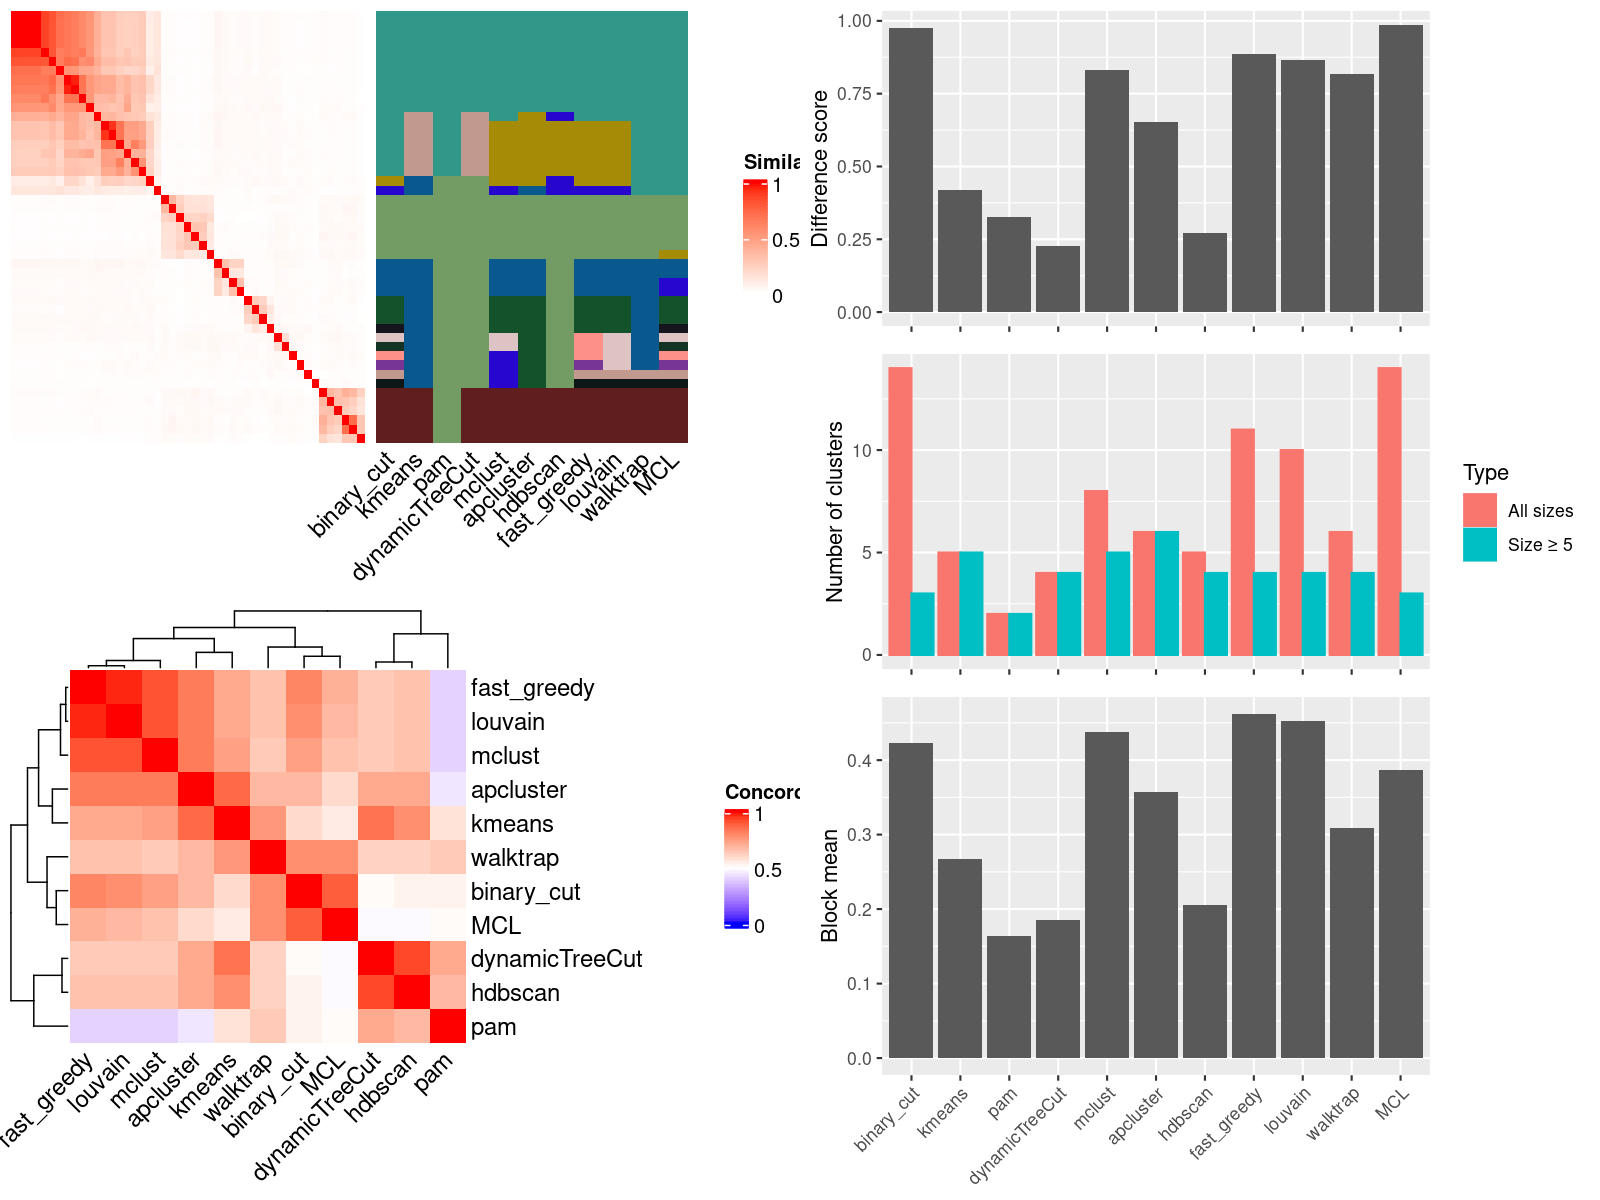 Simila
1
0.5
0
binary_cut
kmeans
pam
dynamicTreeCut
mclust
apcluster
hdbscan
fast_greedy
louvain
walktrap
MCL
fast_greedy
louvain
mclust
apcluster
kmeans
walktrap
binary_cut
MCL
dynamicTreeCut
hdbscan
pam
Concord
1
0.5
0
fast_greedy
louvain
mclust
apcluster
kmeans
walktrap
binary_cut
MCL
dynamicTreeCut
hdbscan
pam
Difference score
1.00
0.75
0.50
0.25
0.00
Number of clusters
10
5
0
Type
All sizes
Size ≥ 5
Block mean
0.4
0.3
0.2
0.1
0.0
binary_cut
kmeans
pam
dynamicTreeCut
mclust
apcluster
hdbscan
fast_greedy
louvain
walktrap
MCL